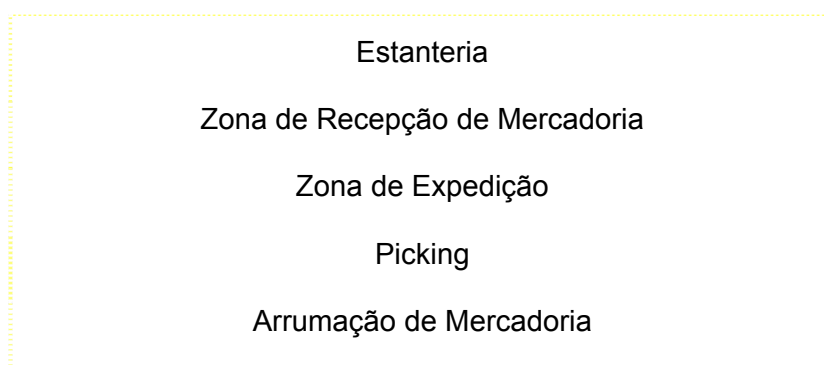 Estanteria
Zona de Recepção de Mercadoria
Zona de Expedição
Picking
Arrumação de Mercadoria